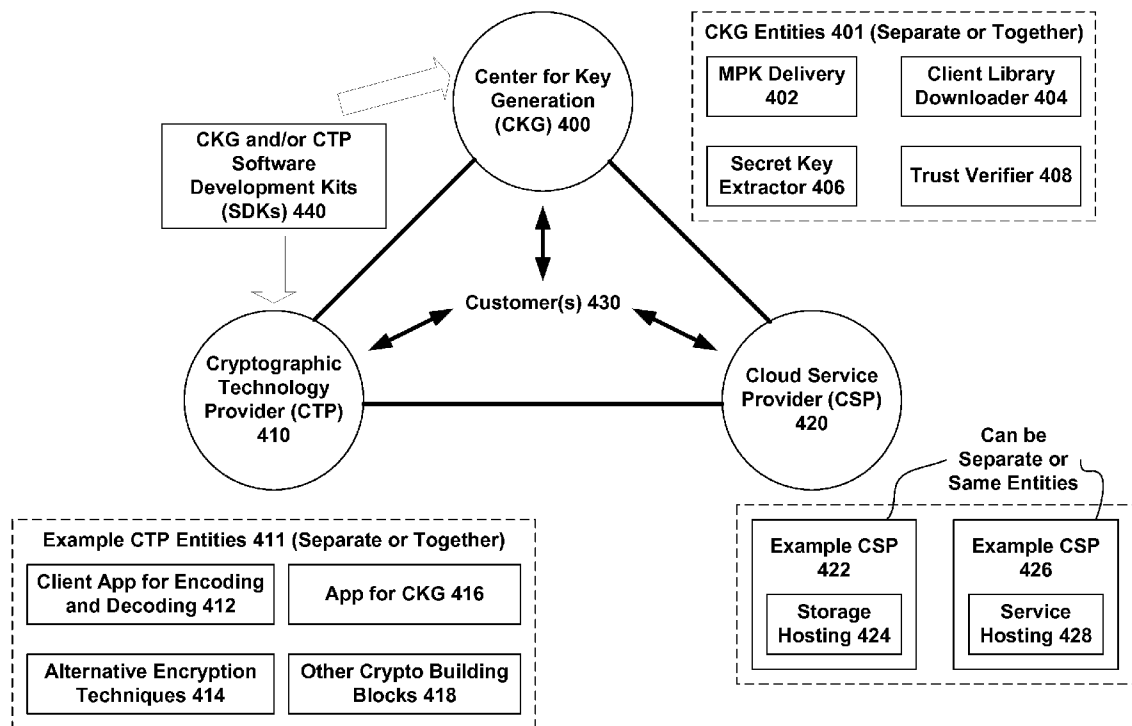 CKG Entities 401 (Separate or Together)
MPK Delivery
402
Client Library
Downloader 404
Secret Key
Extractor 406
Trust Verifier 408
Center for Key
Generation
(CKG) 400
CKG and/or CTP
Software
Development Kits
(SDKs) 440
Customer(s) 430
Cryptographic
Technology
Provider (CTP)
410
Cloud Service
Provider (CSP)
420
Can be
Separate or
Same Entities
Example CTP Entities 411 (Separate or Together)
Client App for Encoding
and Decoding 412
App for CKG 416
Alternative Encryption
Techniques 414
Other Crypto Building
Blocks 418
Example CSP
422
Storage
Hosting 424
Example CSP
426
Service
Hosting 428